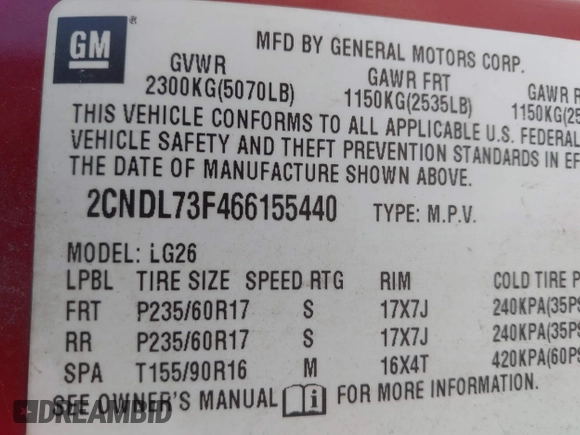 GM
MFD BY GENERAL MOTORS CORP.
GVWR GAWR FRT GAWR R
2300KG(5070LB) 1150KG(2535LB) 1150KG(25
THIS VEHICLE CONFORMS TO ALL APPLICABLE U.S. FEDERAL
VEHICLE SAFETY AND THEFT PREVENTION STANDARDS IN EF
THE DATE OF MANUFACTURE SHOWN ABOVE.
2CNDL73F466155440 TYPE: M.P.V.
MODEL: LG26
LPBL TIRE SIZE SPEED RTG RIM COLD TIRE P
FRT P235/60R17 S 17X7J 240KPA(35PS
RR P235/60R17 S 17X7J 240KPA(35PS
SPA T155/90R16 M 16X4T 420KPA(60PS
SEE OWNER'S MANUAL i FOR MORE INFORMATION.
DREAMBID